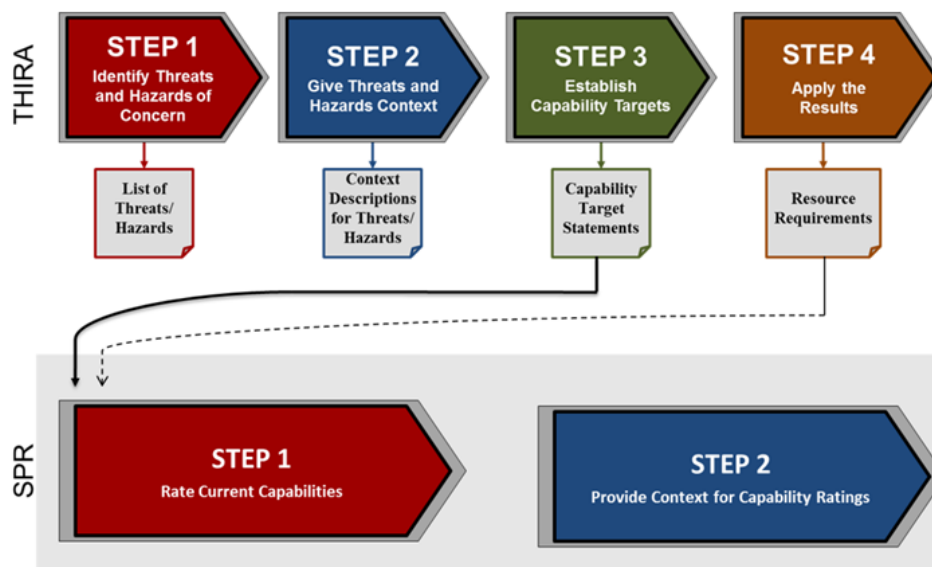 THIRA
STEP 1
Identify Threats
and Hazards of
Concern
STEP 2
Give Threats and
Hazards Context
STEP 3
Establish
Capability Targets
STEP 4
Apply the
Results
List of
Threats/
Hazards
Context
Descriptions
for Threats/
Hazards
Capability
Target
Statements
Resource
Requirements
SPR
STEP 1
Rate Current Capabilities
STEP 2
Provide Context for Capability Ratings